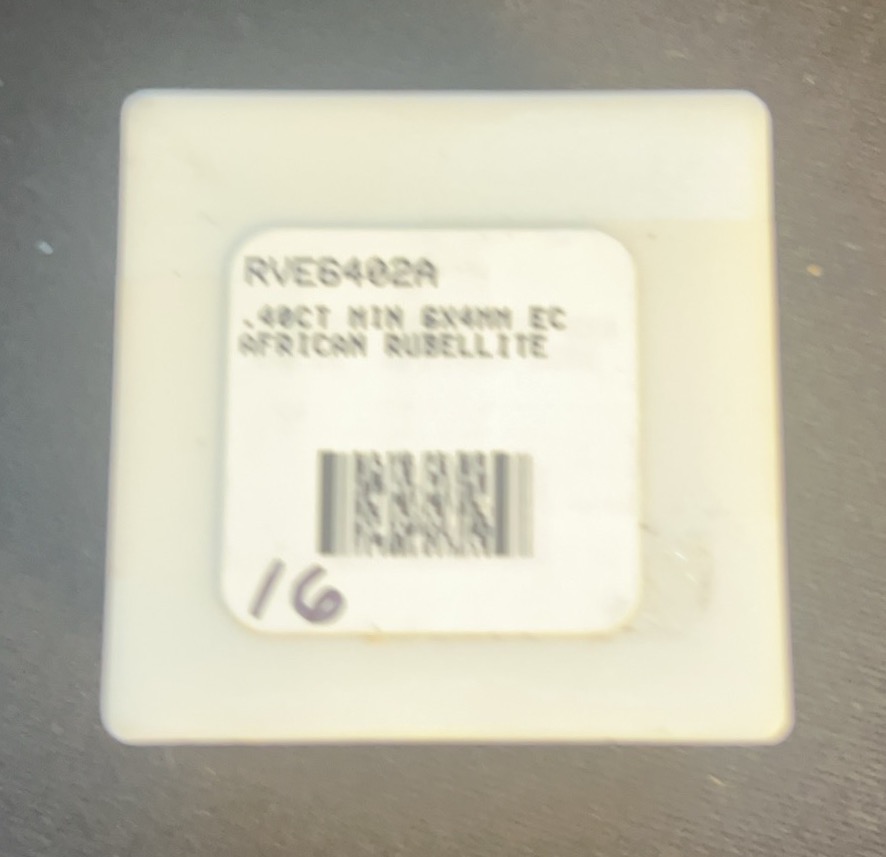 RVE6402A
.40CT MIN 6X4MM EC
AFRICAN RUBELLITE
16